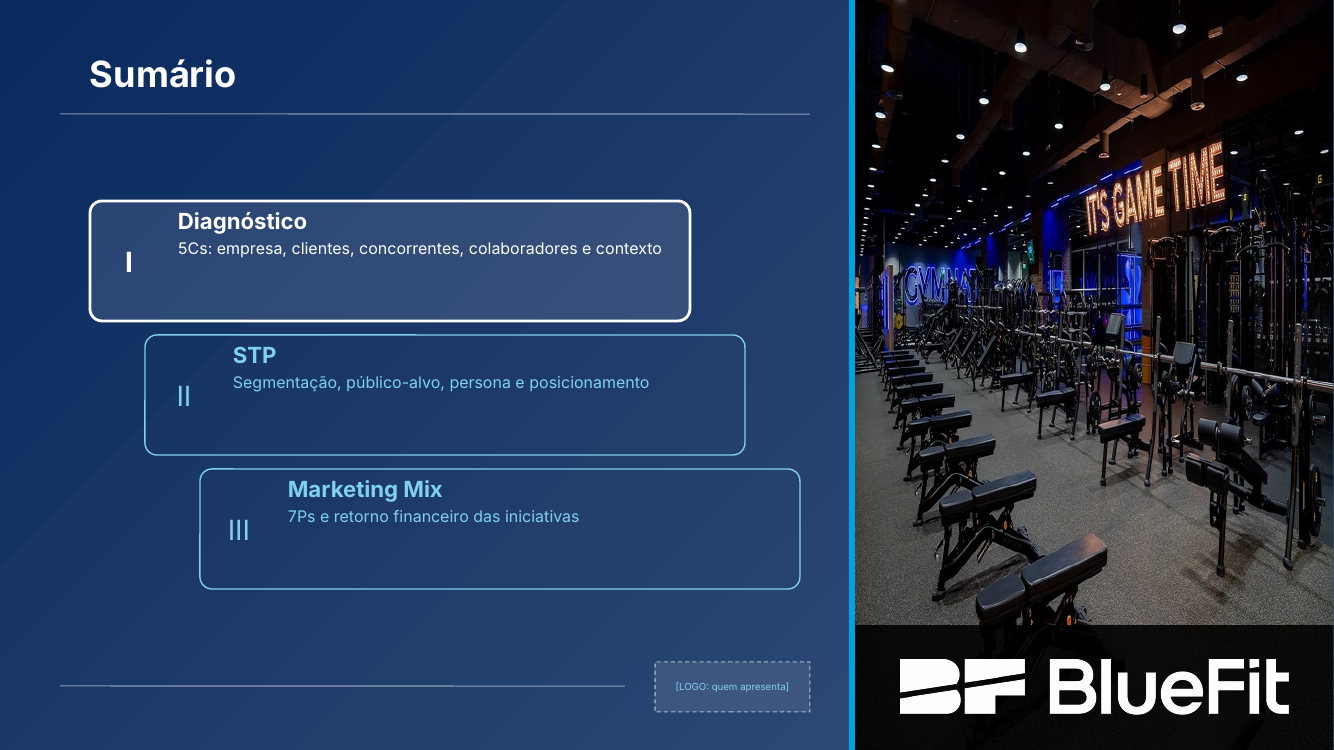 Sumário
I
Diagnóstico
5Cs: empresa, clientes, concorrentes, colaboradores e contexto
II
STP
Segmentação, público-alvo, persona e posicionamento
III
Marketing Mix
7Ps e retorno financeiro das iniciativas
[LOGO: quem apresenta]
IT'S GAME TIME
BF BlueFit